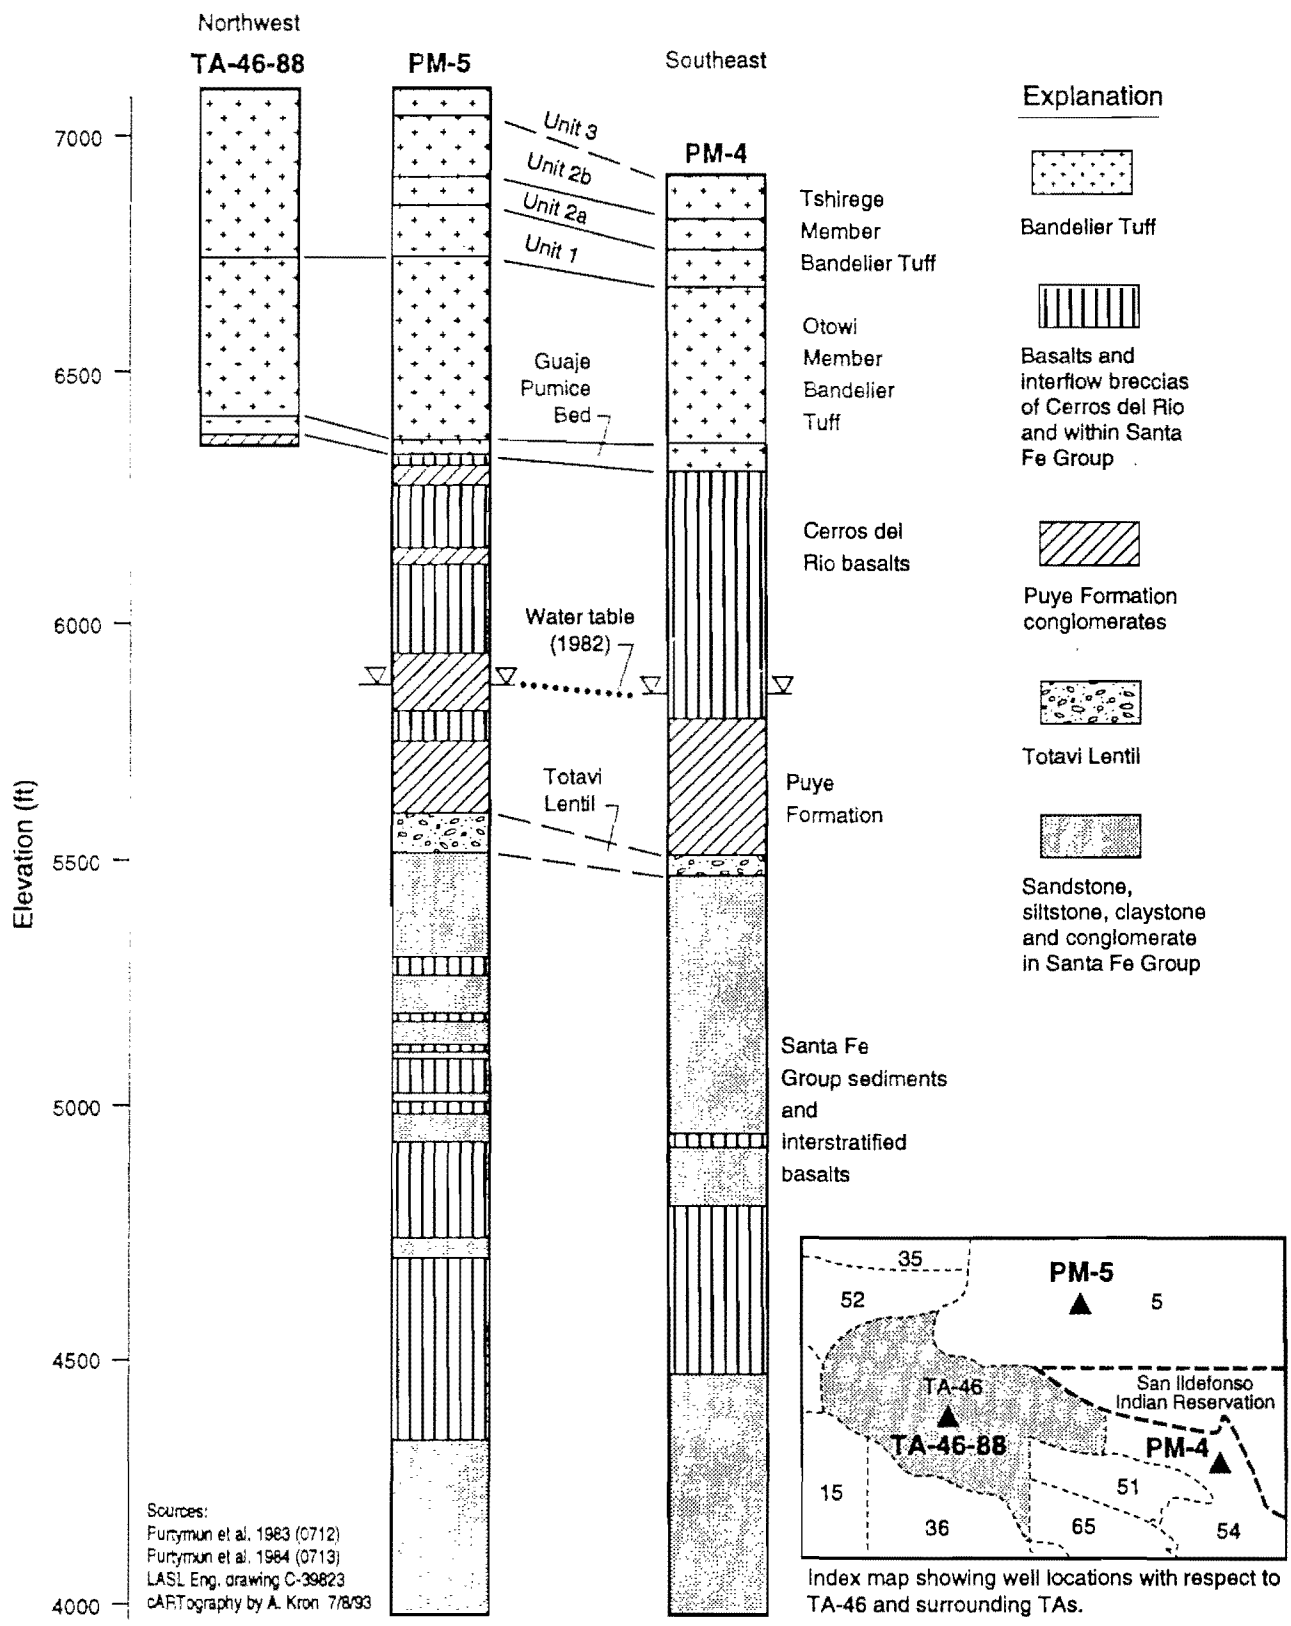 Northwest
TA-46-88
PM-5
Southeast
PM-4
Explanation
7000
6500
6000
5500
5000
4500
4000
Elevation (ft)
Unit 3
Unit 2b
Unit 2a
Unit 1
Guaje
Pumice
Bed
Water table
(1982)
Totavi
Lentil
Tshirege
Member
Bandelier Tuff
Otowi
Member
Bandelier
Tuff
Cerros del
Rio basalts
Puye
Formation
Santa Fe
Group sediments
and
interstratified
basalts
Bandelier Tuff
Basalts and
interflow breccias
of Cerros del Rio
and within Santa
Fe Group
Puye Formation
conglomerates
Totavi Lentil
Sandstone,
siltstone, claystone
and conglomerate
in Santa Fe Group
35
PM-5
52
5
TA-46
San Ildefonso
Indian Reservation
TA-46-88
PM-4
15
51
36
65
54
Index map showing well locations with respect to
TA-46 and surrounding TAs.
Sources:
Purtymun et al. 1983 (0712)
Purtymun et al. 1984 (0713)
LASL Eng. drawing C-39823
cARTography by A. Kron 7/8/93